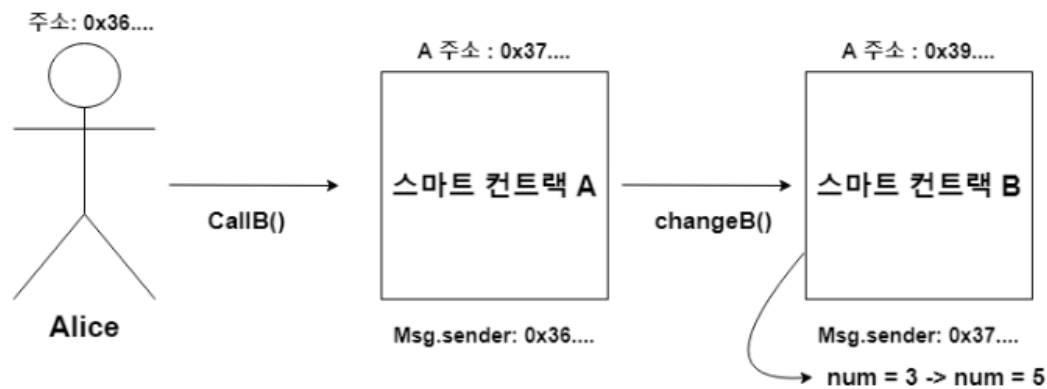 주소: 0x36....
A 주소 : 0x37....
A 주소 : 0x39....
스마트 컨트랙 A
스마트 컨트랙 B
CallB()
changeB()
Alice
Msg.sender: 0x36....
Msg.sender: 0x37....
num = 3 -> num = 5